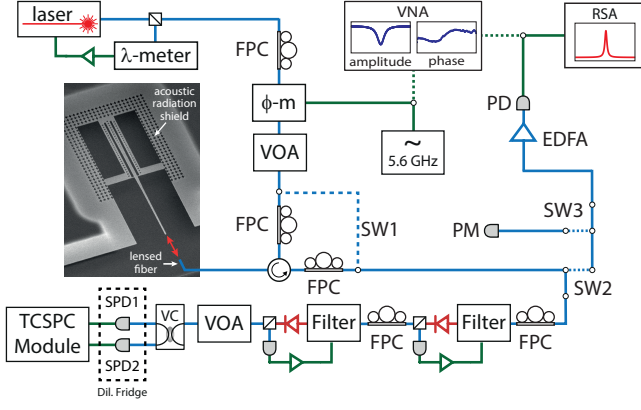 laser
λ-meter
FPC
VNA
amplitude
phase
RSA
acoustic
radiation
shield
ϕ-m
PD
~
5.6 GHz
EDFA
VOA
FPC
SW1
SW3
PM
lensed
fiber
FPC
SW2
SPD1
VC
VOA
Filter
FPC
Filter
FPC
TCSPC
Module
SPD2
Dil. Fridge